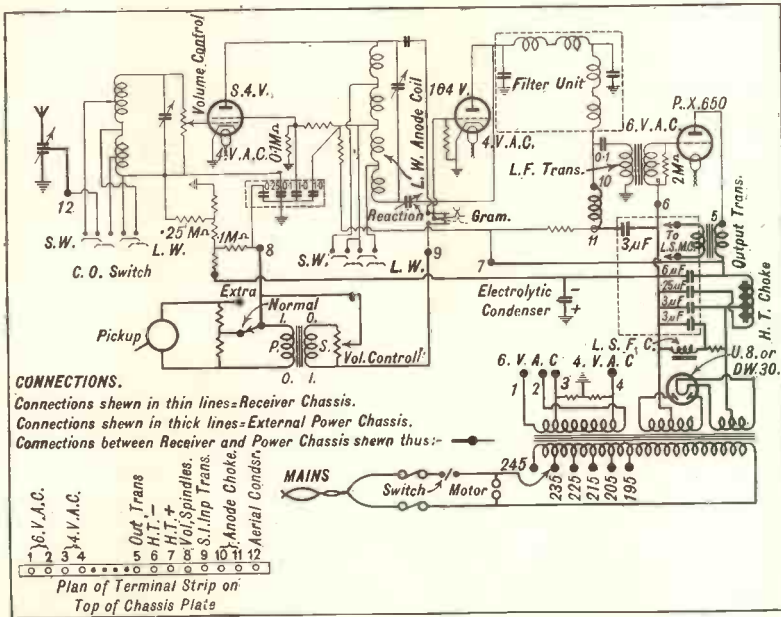 Volume Control
S.4.V.
4.V.A.C.
0.1MΩ
L.W. Anode Coil
104 V.
4.V.A.C.
Filter Unit
P.X.650
6.V.A.C.
0.1
10
L.F. Trans.
2MΩ
6
12
S.W.
L.W.
C.O. Switch
.25 MΩ
.1MΩ
8
Reaction
Gram.
S.W.
L.W.
9
7
11
3μF
To
L.S.M.C.
5
Output Trans.
6μF
.25μF
3μF
3μF
H.T. Choke
Extra
Normal
Pickup
I.
O.
P.
S.
O.
I.
Vol. Control
Electrolytic
Condenser
-
+
L.S.F.C.
U.8. or
DW.30.
6.V.A.C
4.V.A.C
1
2
3
4
CONNECTIONS.
Connections shewn in thin lines=Receiver Chassis.
Connections shewn in thick lines=External Power Chassis.
Connections between Receiver and Power Chassis shewn thus:-
MAINS
Switch
Motor
245
235
225
215
205
195
1 }6.V.A.C.
2
3 }4.V.A.C.
4
5 Out Trans
6 H.T.-
7 H.T.+
8 Vol, Spindles.
9 S.I. Inp Trans.
10 }Anode Choke.
11
12 Aerial Condsr.
Plan of Terminal Strip on
Top of Chassis Plate